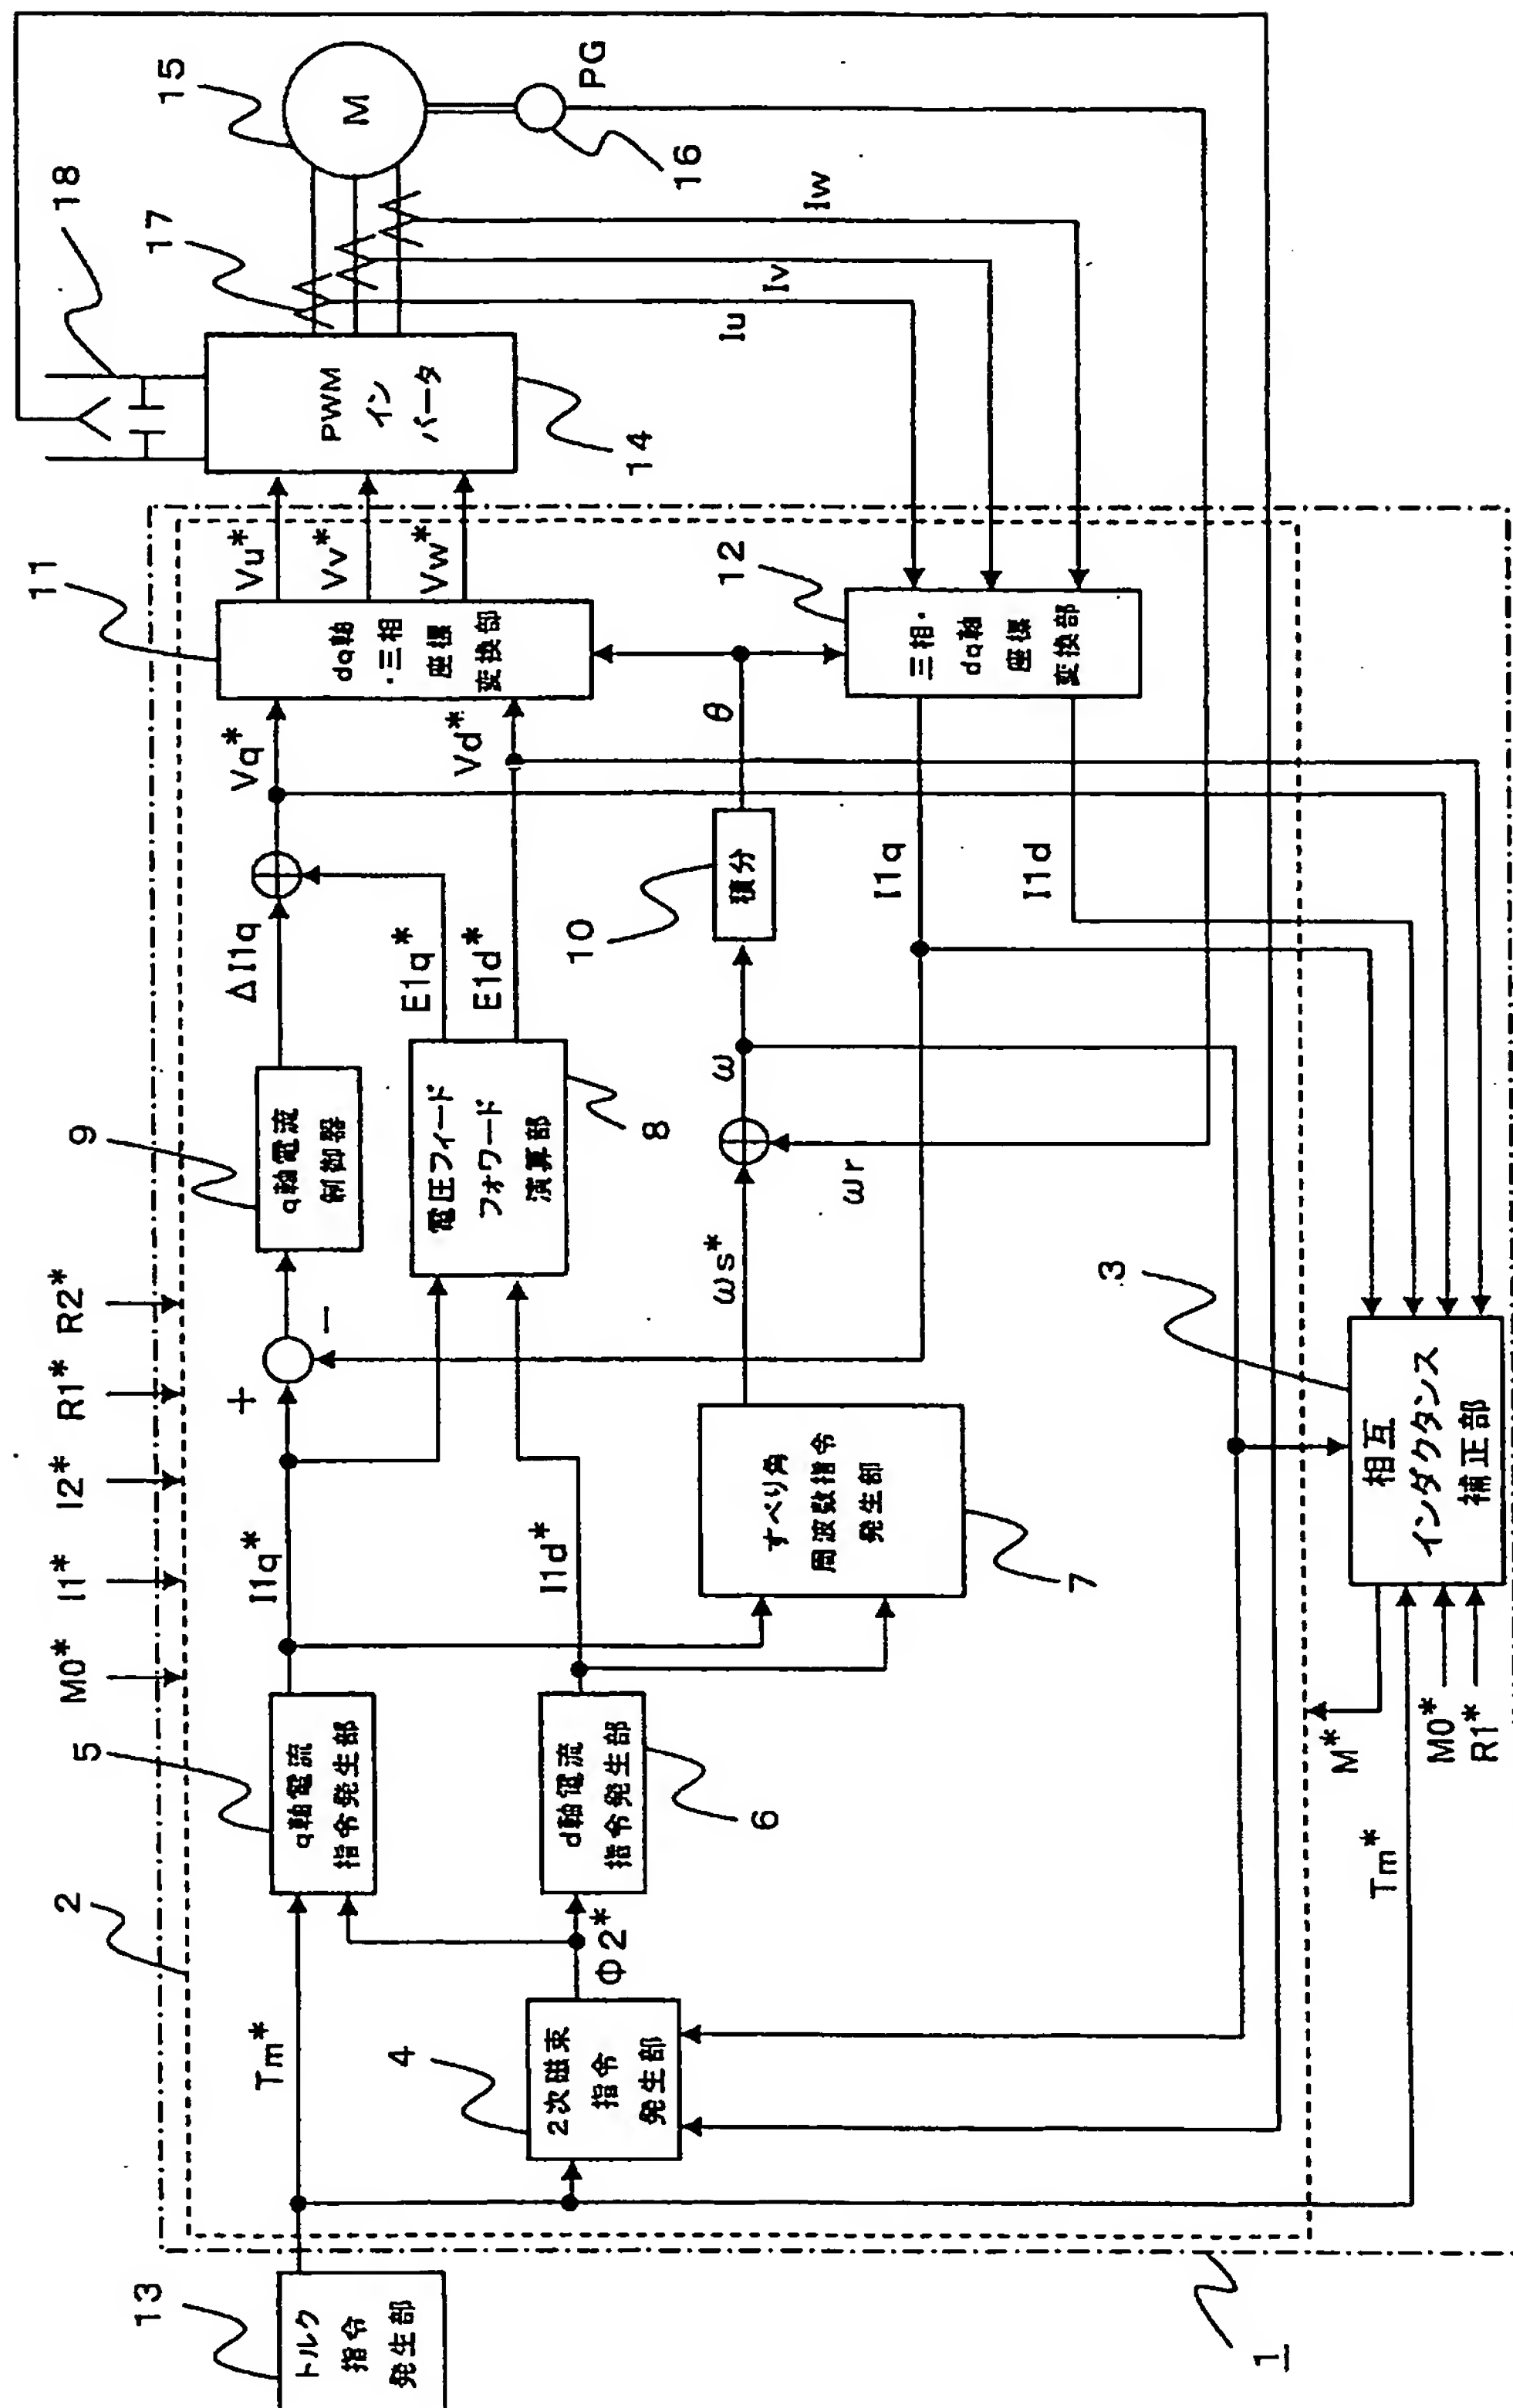 13
トルク
指令
発生部
1
2
Tm*
4
2次磁束
指令
発生部
Φ2*
5
q軸電流
指令発生部
6
d軸電流
指令発生部
M0*
I1*
I2*
R1*
R2*
I1q*
I1d*
+
-
7
すべり角
周波数指令
発生部
9
q軸電流
制御器
8
電圧フィード
フォワード
演算部
ΔI1q
E1q*
E1d*
ωs*
ωr
ω
10
積分
θ
Vq*
Vd*
11
dq軸
・三相
座標
変換部
Vu*
Vv*
Vw*
12
三相・
dq軸
座標
変換部
I1q
I1d
14
PWM
イン
バータ
18
17
15
M
16
PG
Iu
Iv
Iw
3
相互
インダクタンス
補正部
M*
Tm*
M0*
R1*